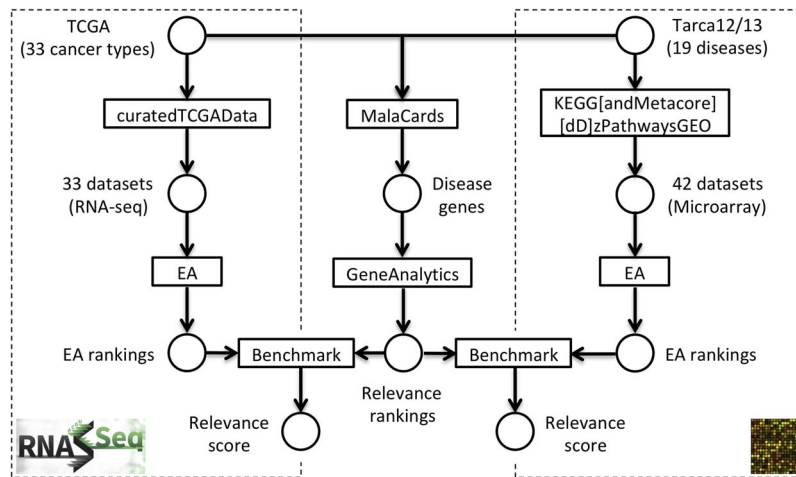 TCGA
(33 cancer types)
Tarca12/13
(19 diseases)
curatedTCGAData
MalaCards
KEGG[andMetacore]
[dD]zPathwaysGEO
33 datasets
(RNA-seq)
Disease
genes
42 datasets
(Microarray)
EA
GeneAnalytics
EA
EA rankings
Benchmark
Benchmark
EA rankings
Relevance
rankings
Relevance
score
Relevance
score
RNA Seq